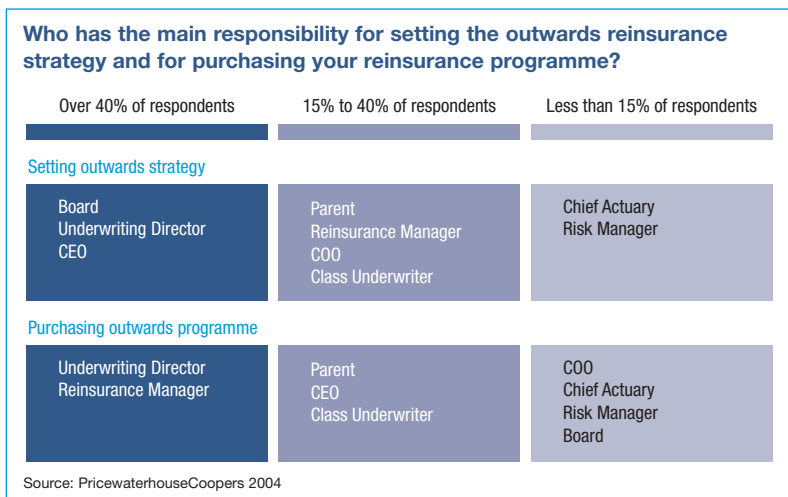 Who has the main responsibility for setting the outwards reinsurance
strategy and for purchasing your reinsurance programme?
Over 40% of respondents
15% to 40% of respondents
Less than 15% of respondents
Setting outwards strategy
Board
Underwriting Director
CEO
Parent
Reinsurance Manager
COO
Class Underwriter
Chief Actuary
Risk Manager
Purchasing outwards programme
Underwriting Director
Reinsurance Manager
Parent
CEO
Class Underwriter
COO
Chief Actuary
Risk Manager
Board
Source: PricewaterhouseCoopers 2004